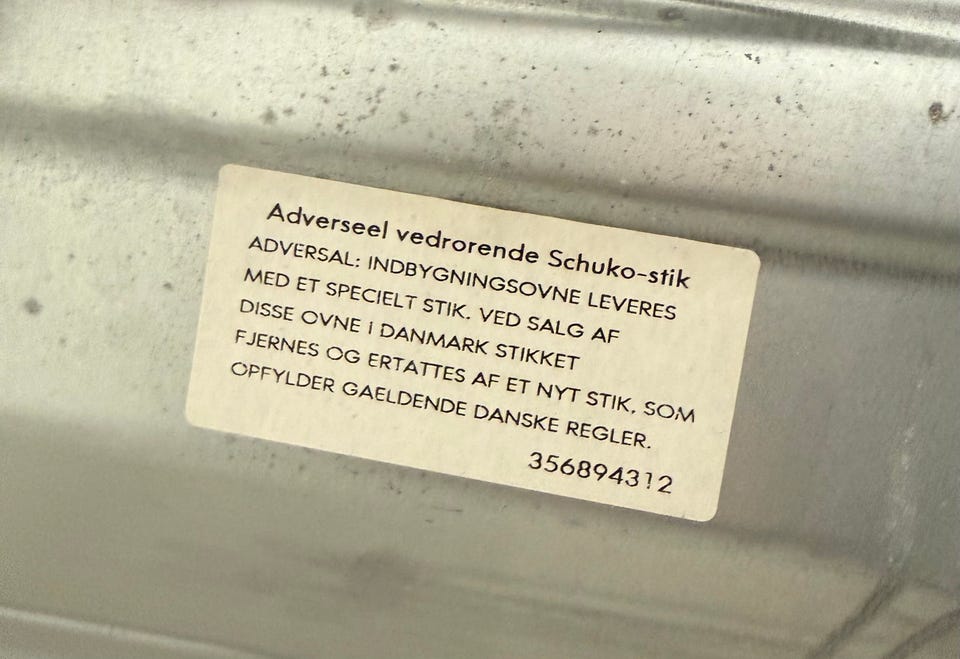 Adverseel vedrorende Schuko-stik
ADVERSAL: INDBYGNINGSOVNE LEVERES
MED ET SPECIELT STIK. VED SALG AF
DISSE OVNE I DANMARK STIKKET
FJERNES OG ERTATTES AF ET NYT STIK, SOM
OPFYLDER GAELDENDE DANSKE REGLER.
356894312